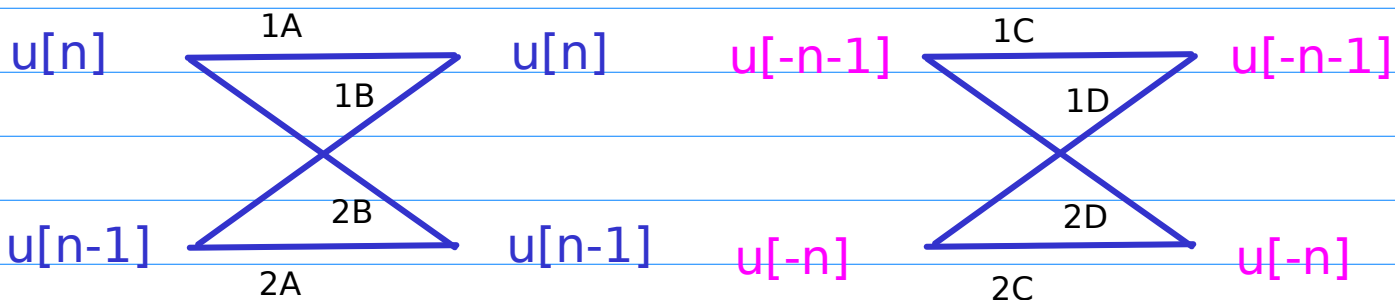 1A 1C
u[n] u[n] u[-n-1] u[-n-1]
1B 1D
2B 2D
u[n-1] u[n-1] u[-n] u[-n]
2A 2C